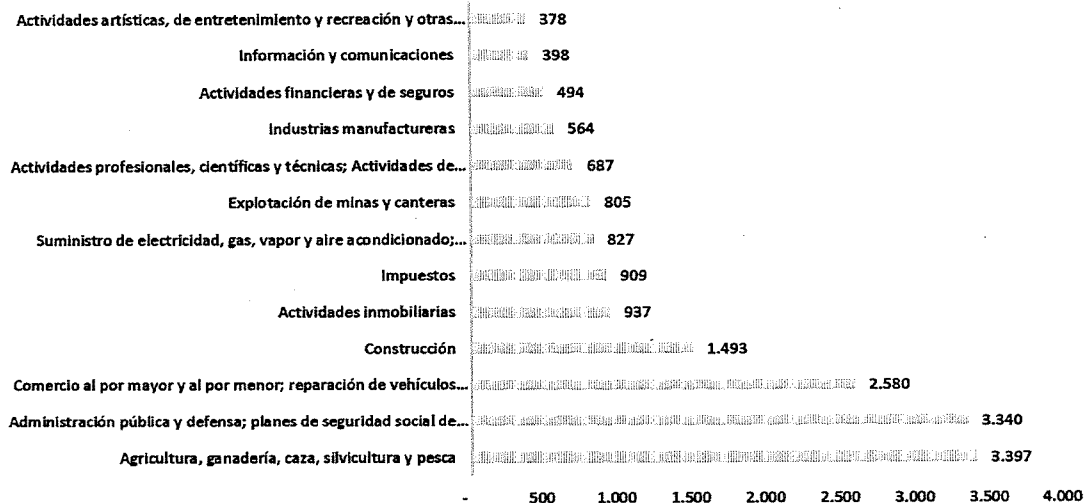 Actividades artísticas, de entretenimiento y recreación y otras... 378
Información y comunicaciones 398
Actividades financieras y de seguros 494
Industrias manufactureras 564
Actividades profesionales, científicas y técnicas; Actividades de... 687
Explotación de minas y canteras 805
Suministro de electricidad, gas, vapor y aire acondicionado;... 827
Impuestos 909
Actividades inmobiliarias 937
Construcción 1.493
Comercio al por mayor y al por menor; reparación de vehículos... 2.580
Administración pública y defensa; planes de seguridad social de... 3.340
Agricultura, ganadería, caza, silvicultura y pesca 3.397
- 500 1.000 1.500 2.000 2.500 3.000 3.500 4.000